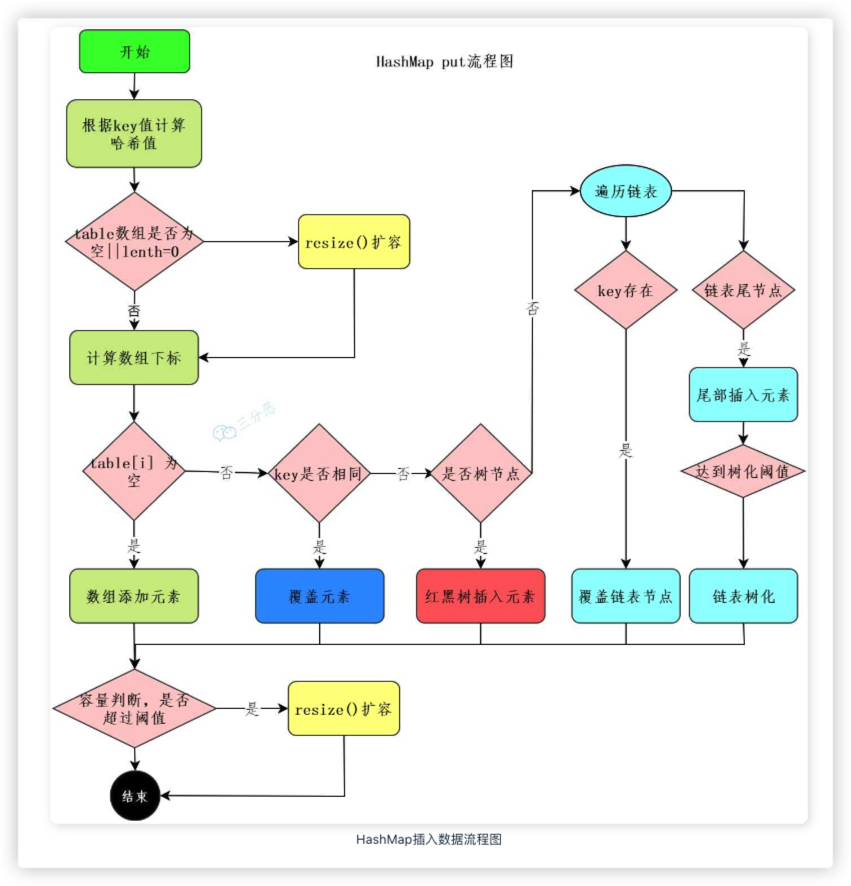 HashMap put流程图
开始
根据key值计算
哈希值
table数组是否为
空||lenth=0
resize()扩容
否
计算数组下标
遍历链表
key存在
链表尾节点
否
是
尾部插入元素
三分恶
table[i] 为
空
否
key是否相同
否
是否树节点
是
达到树化阈值
是
是
是
数组添加元素
覆盖元素
红黑树插入元素
覆盖链表节点
链表树化
容量判断，是否
超过阈值
是
resize()扩容
结束
HashMap插入数据流程图